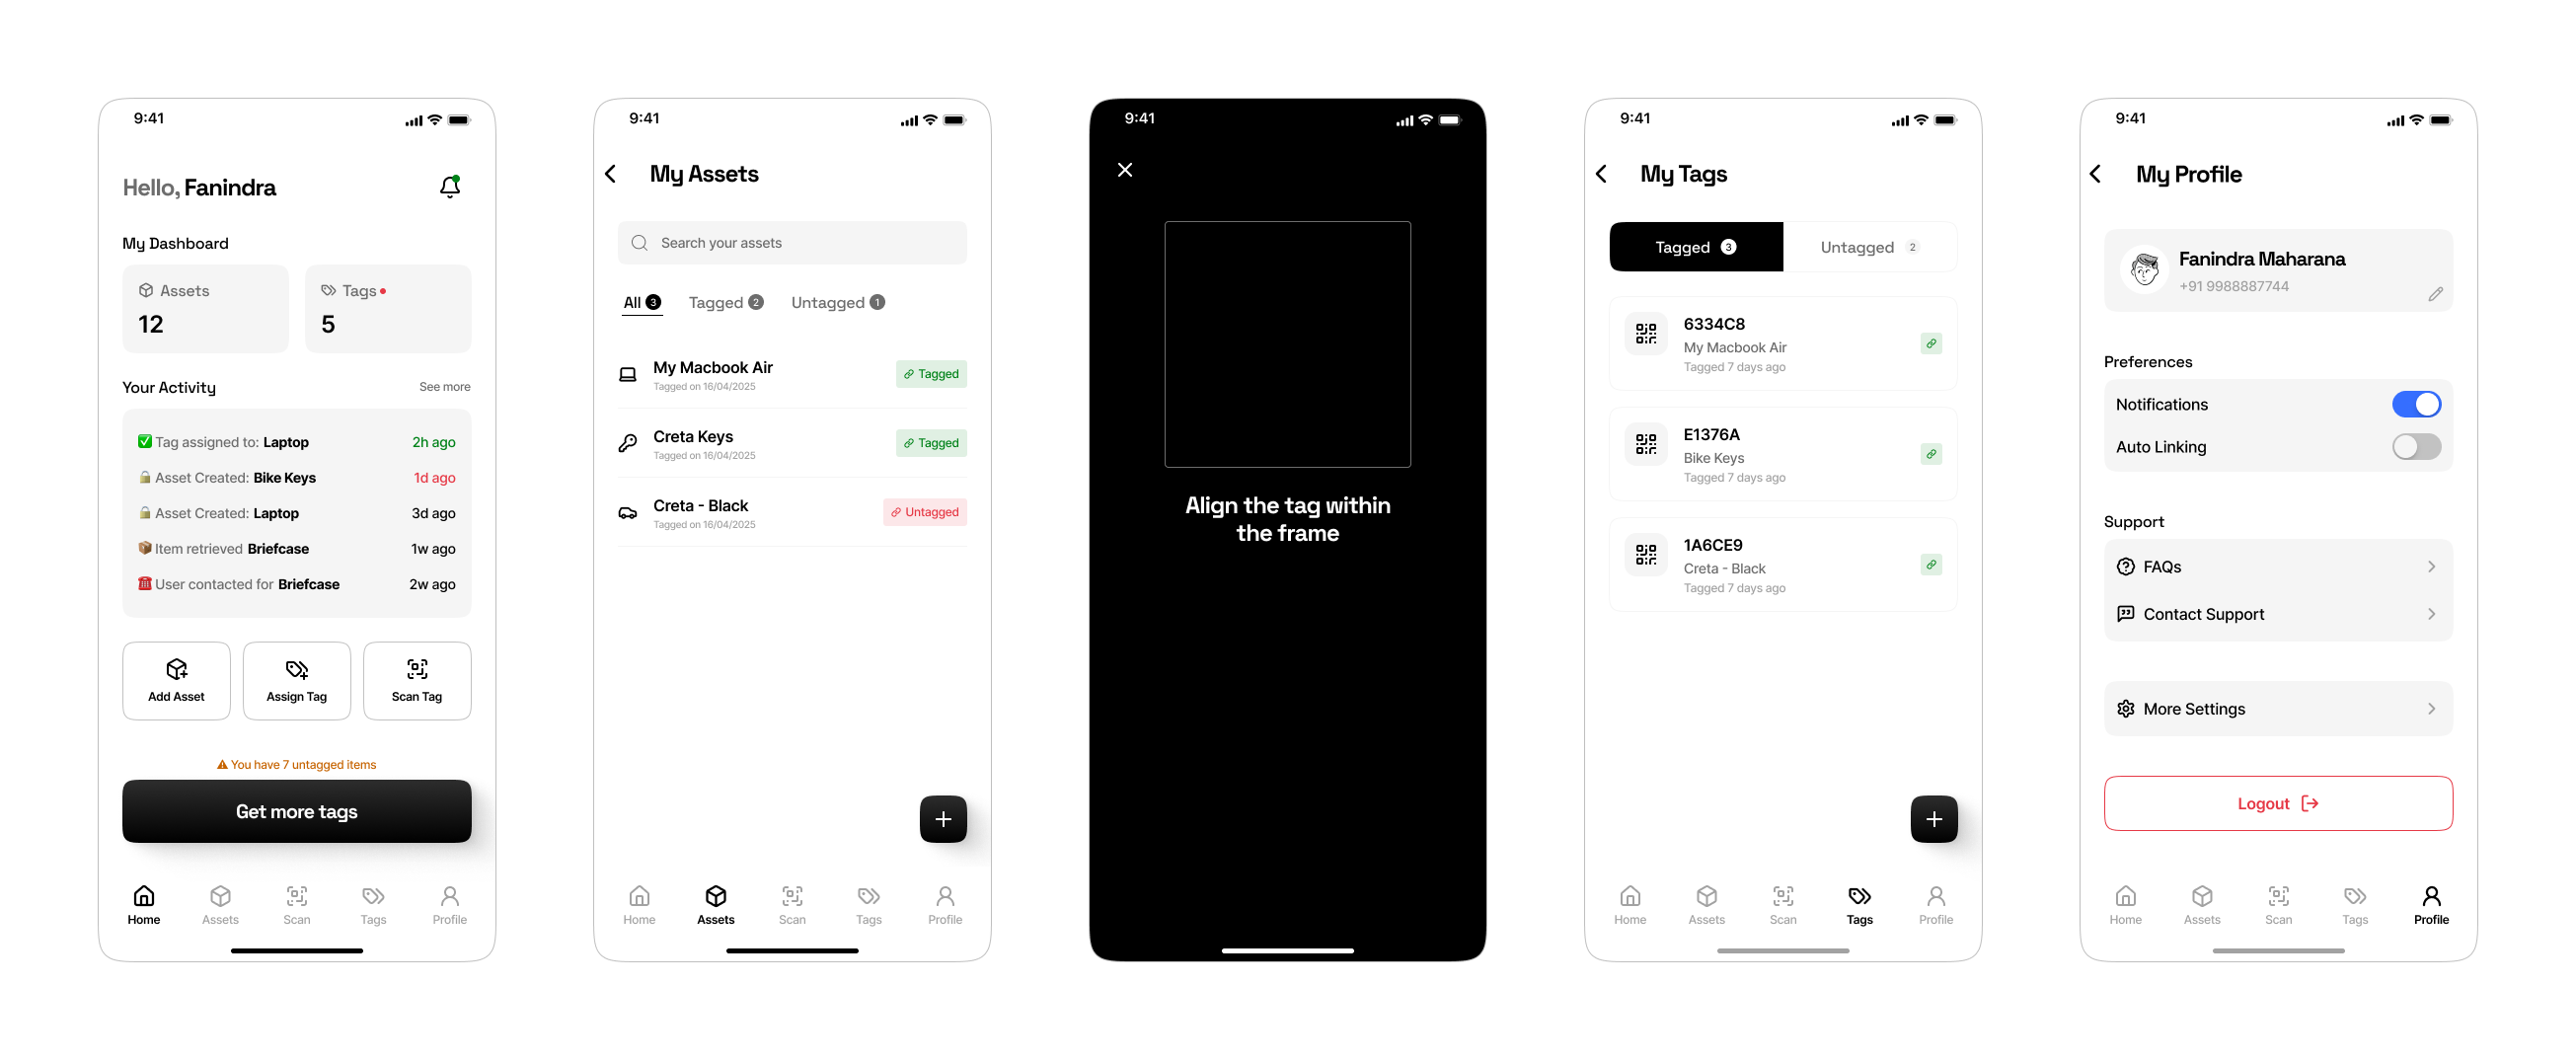 9:41
Hello, Fanindra
My Dashboard
Assets
12
Tags
5
Your Activity
See more
Tag assigned to: Laptop 2h ago
Asset Created: Bike Keys 1d ago
Asset Created: Laptop 3d ago
Item retrieved Briefcase 1w ago
User contacted for Briefcase 2w ago
Add Asset
Assign Tag
Scan Tag
You have 7 untagged items
Get more tags
Home Assets Scan Tags Profile
9:41
My Assets
Search your assets
All 3 Tagged 2 Untagged 1
My Macbook Air
Tagged on 16/04/2025
Tagged
Creta Keys
Tagged on 16/04/2025
Tagged
Creta - Black
Tagged on 16/04/2025
Untagged
Home Assets Scan Tags Profile
9:41
Align the tag within
the frame
9:41
My Tags
Tagged 3 Untagged 2
6334C8
My Macbook Air
Tagged 7 days ago
E1376A
Bike Keys
Tagged 7 days ago
1A6CE9
Creta - Black
Tagged 7 days ago
Home Assets Scan Tags Profile
9:41
My Profile
Fanindra Maharana
+91 9988887744
Preferences
Notifications
Auto Linking
Support
FAQs
Contact Support
More Settings
Logout
Home Assets Scan Tags Profile